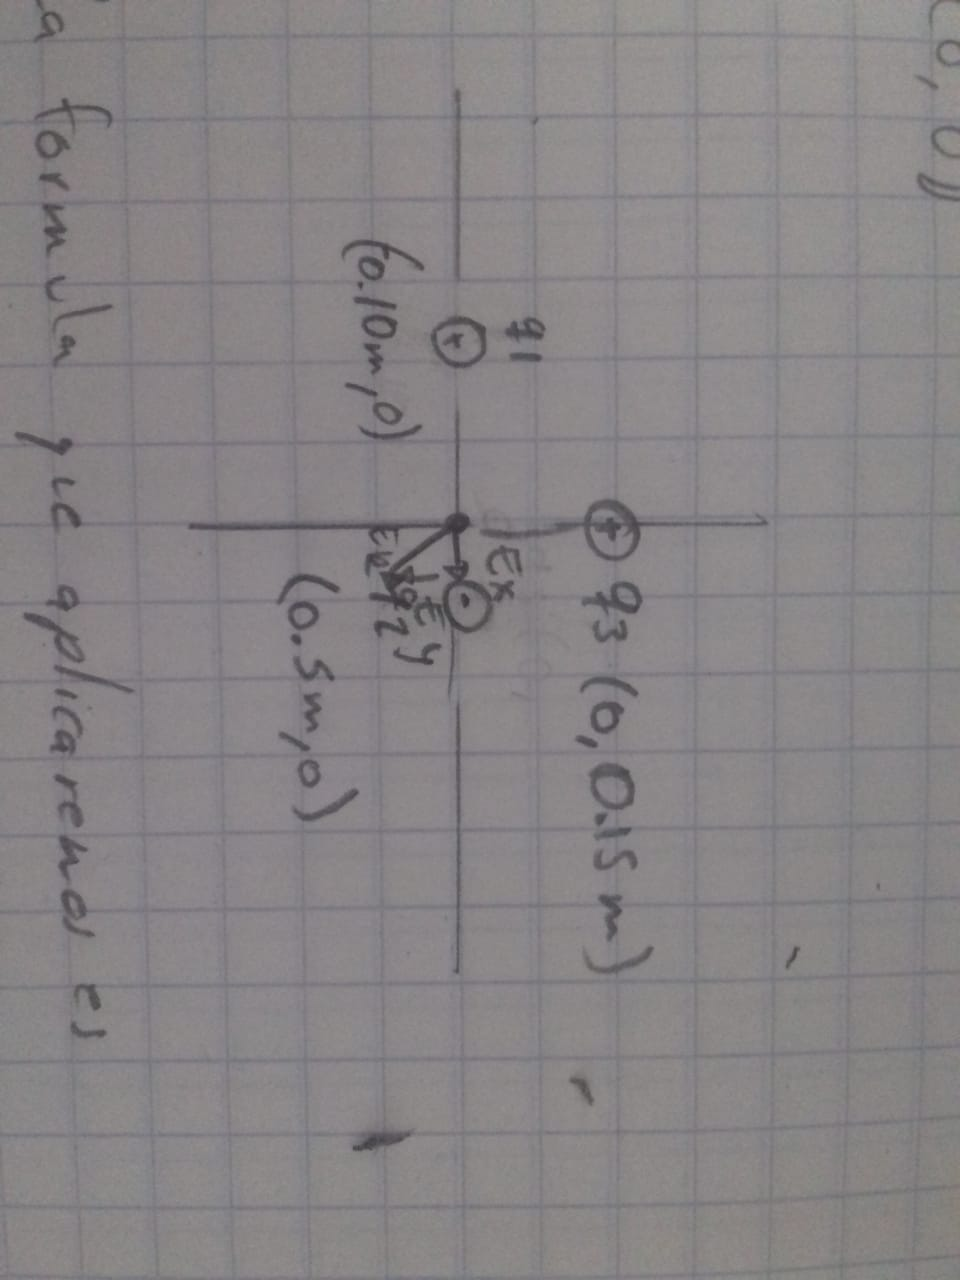 0,0)
q3 (0,0.15m)
q1
Ex
Ey
q2
(0.10m,0)
(0.5m,0)
a formula que aplicaremos es